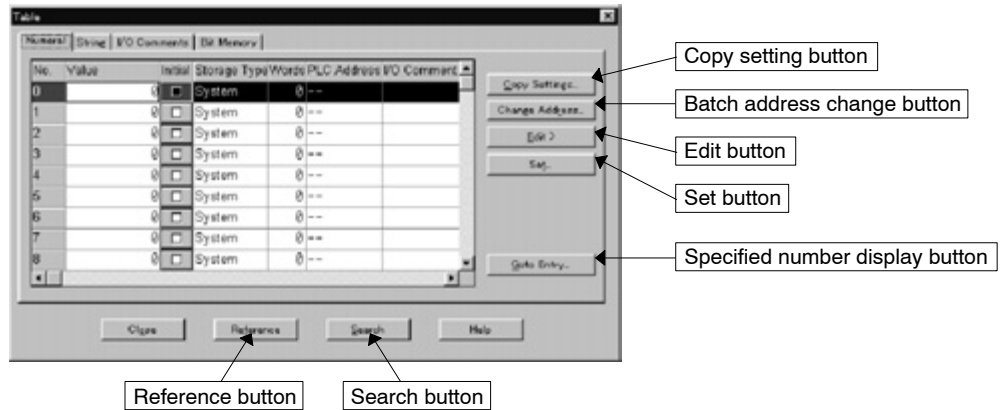 Table
Numeral String I/O Comments Bit Memory
No. Value Initial Storage Type Words PLC Address I/O Comment
0 0 System 0 --
1 0 System 0 --
2 0 System 0 --
3 0 System 0 --
4 0 System 0 --
5 0 System 0 --
6 0 System 0 --
7 0 System 0 --
8 0 System 0 --
Copy Settings...
Change Address...
Edit >
Set...
Goto Entry...
Close Reference Search Help
Copy setting button
Batch address change button
Edit button
Set button
Specified number display button
Reference button Search button